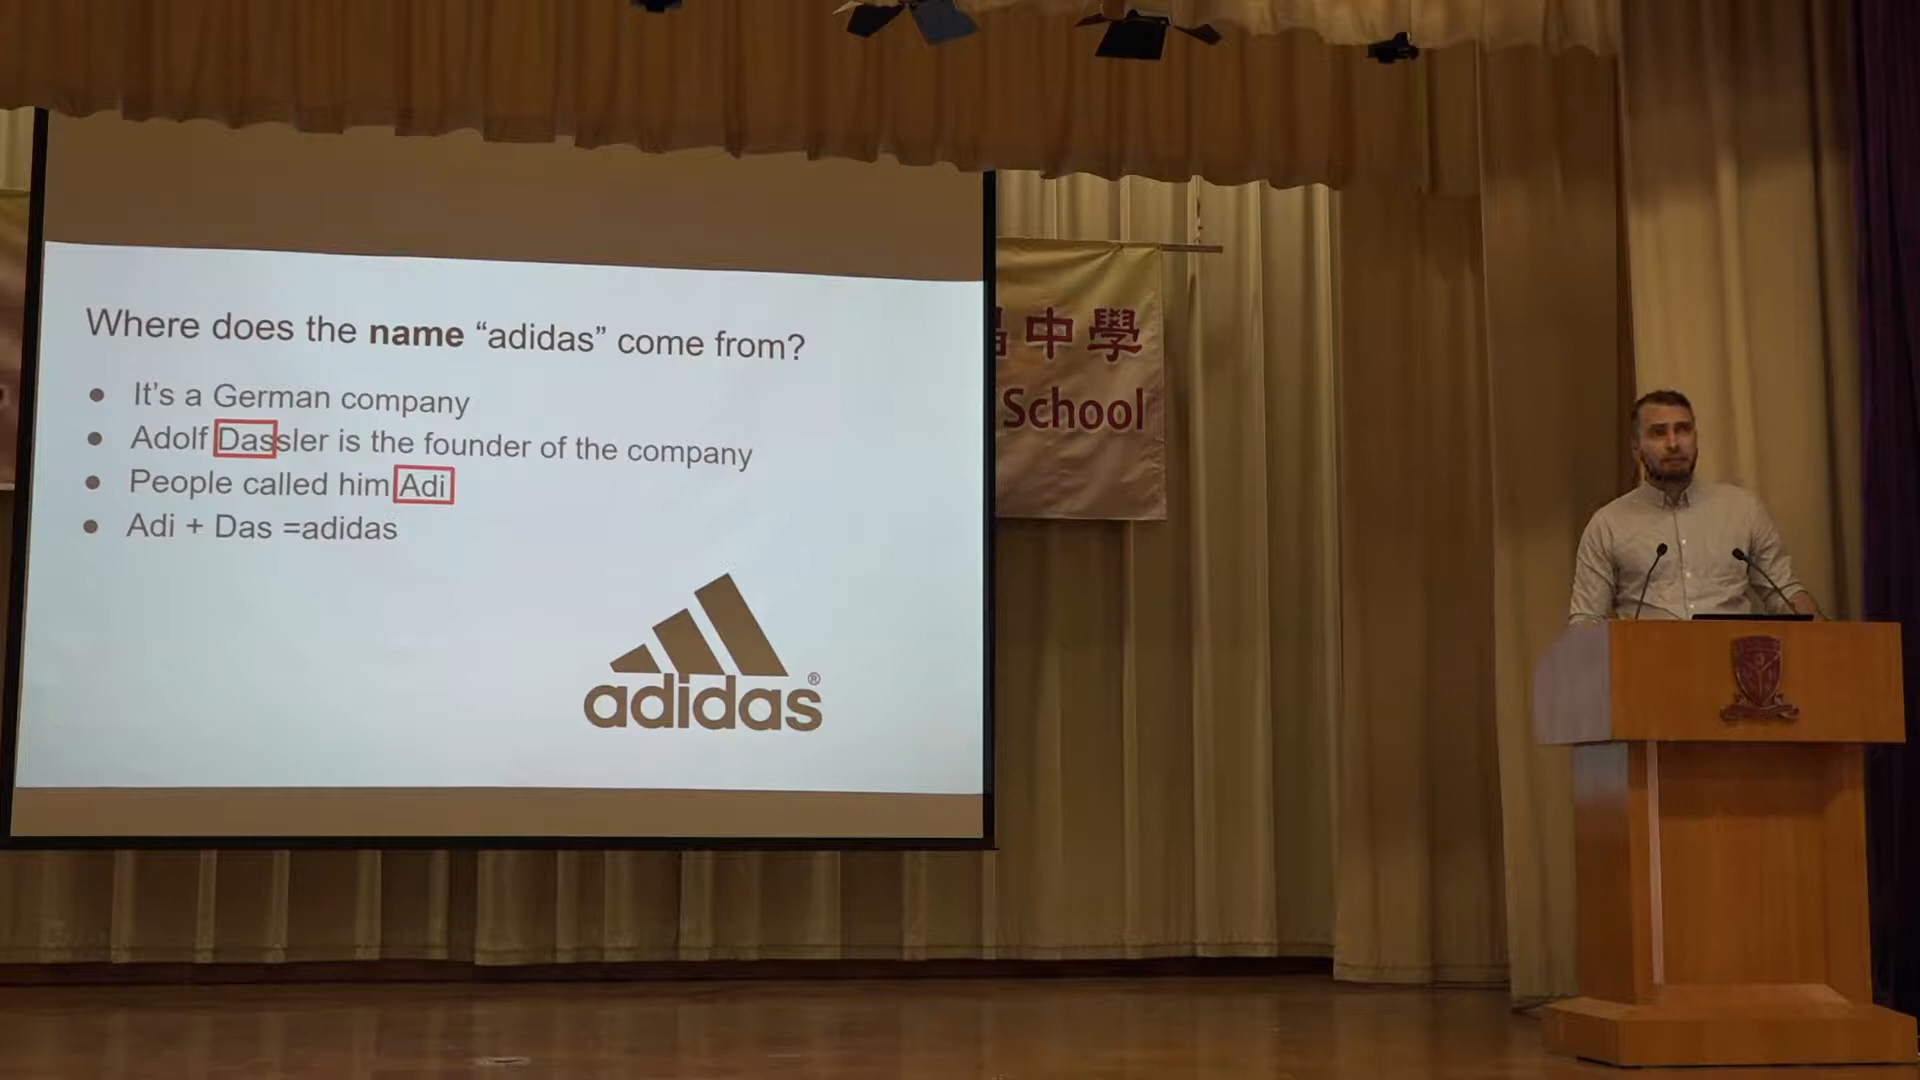 Where does the name “adidas” come from?
● It’s a German company
● Adolf Dassler is the founder of the company
● People called him Adi
● Adi + Das =adidas
adidas®
中學
School